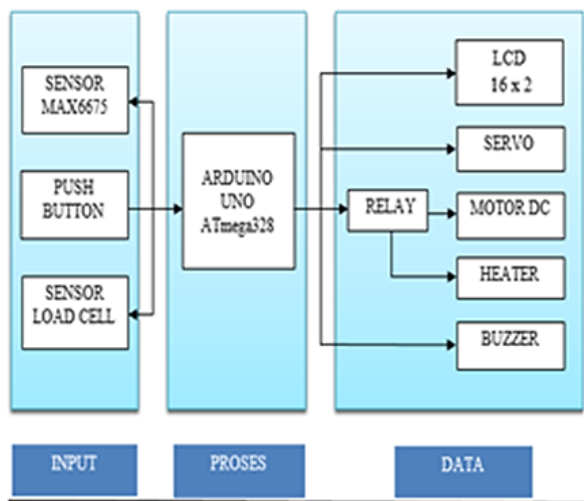 SENSOR
MAX6675
PUSH
BUTTON
SENSOR
LOAD CELL
ARDUINO
UNO
ATmega328
LCD
16 x 2
SERVO
RELAY
MOTOR DC
HEATER
BUZZER
INPUT
PROSES
DATA